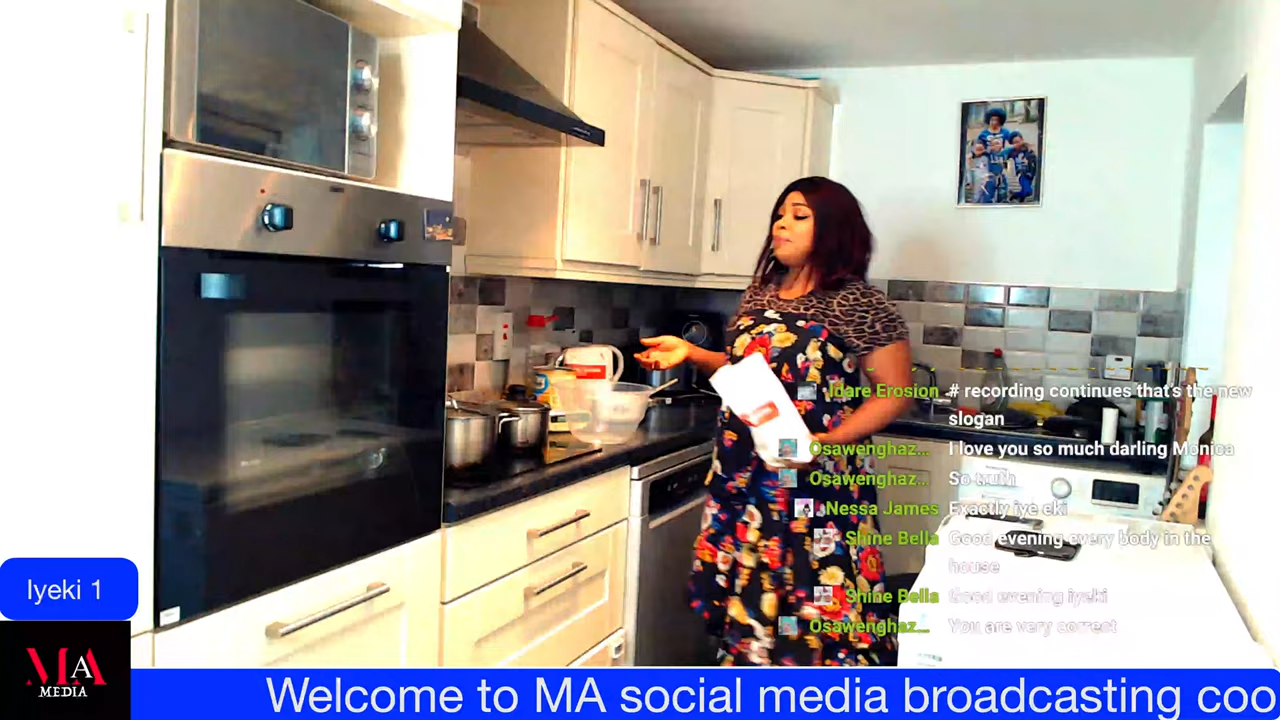 Idare Erosion # recording continues that's the new
slogan
Osawenghaz... I love you so much darling Monica
Osawenghaz... So truth
Nessa James Exactly iye eki
Shine Bella Good evening every body in the
house
Shine Bella Good evening iyeki
Osawenghaz... You are very correct
Iyeki 1
MA
MEDIA
Welcome to MA social media broadcasting coo